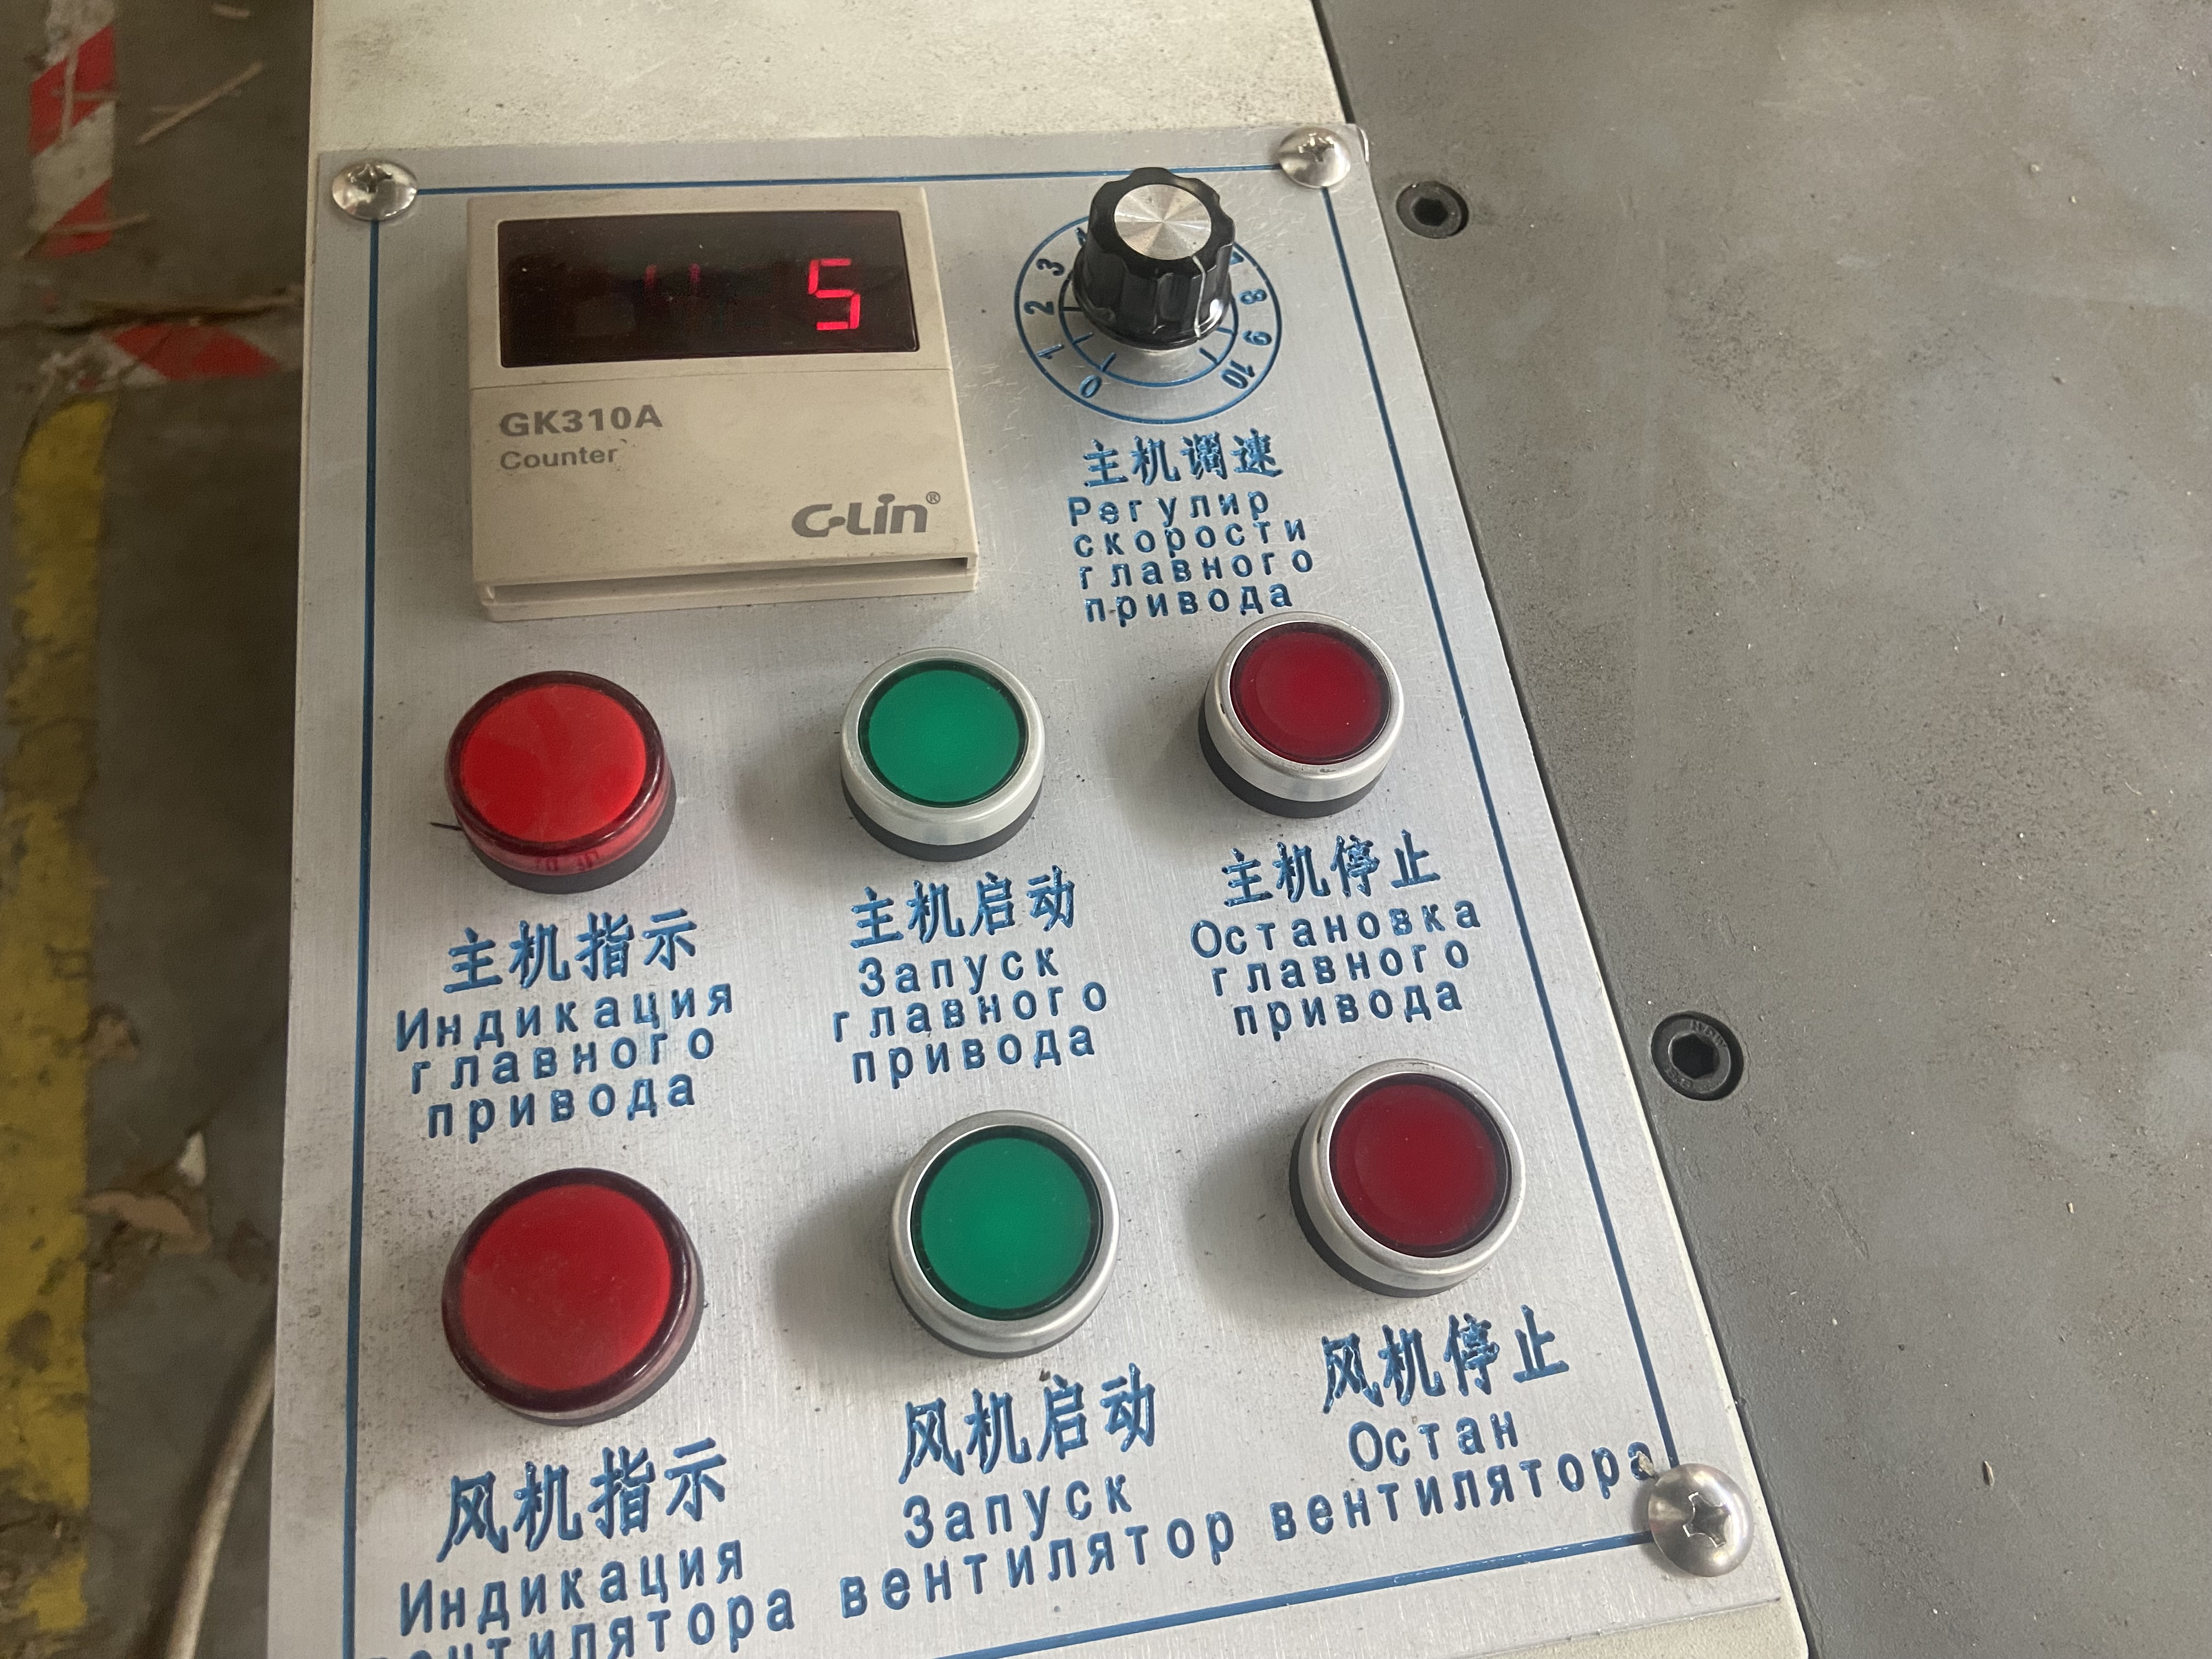 5
GK310A
Counter
C-Lin®
0
1
2
3
8
9
10
主机调速
Регулир
скорости
главного
привода
主机指示
Индикация
главного
привода
主机启动
Запуск
главного
привода
主机停止
Остановка
главного
привода
风机指示
Индикация
вентилятора
风机启动
Запуск
вентилятор
风机停止
Остан
вентилятора